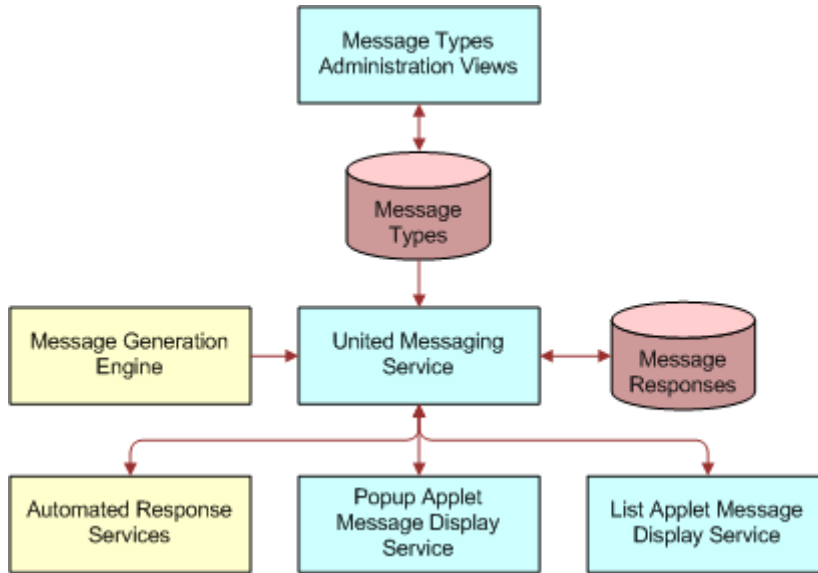 Message Types
Administration Views
Message
Types
Message Generation
Engine
United Messaging
Service
Message
Responses
Automated Response
Services
Popup Applet
Message Display
Service
List Applet Message
Display Service